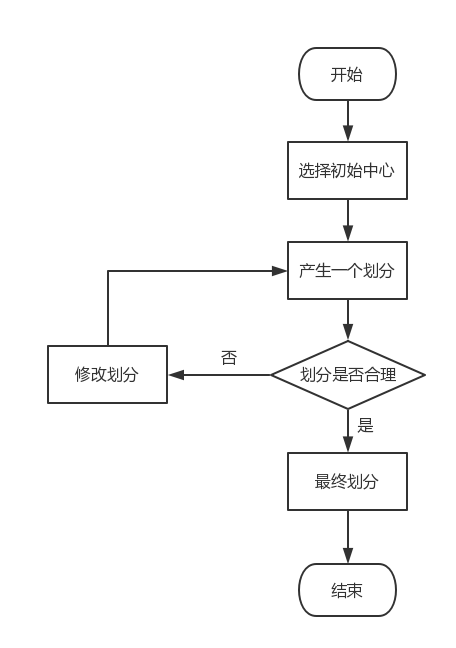 开始
选择初始中心
产生一个划分
修改划分
否
划分是否合理
是
最终划分
结束